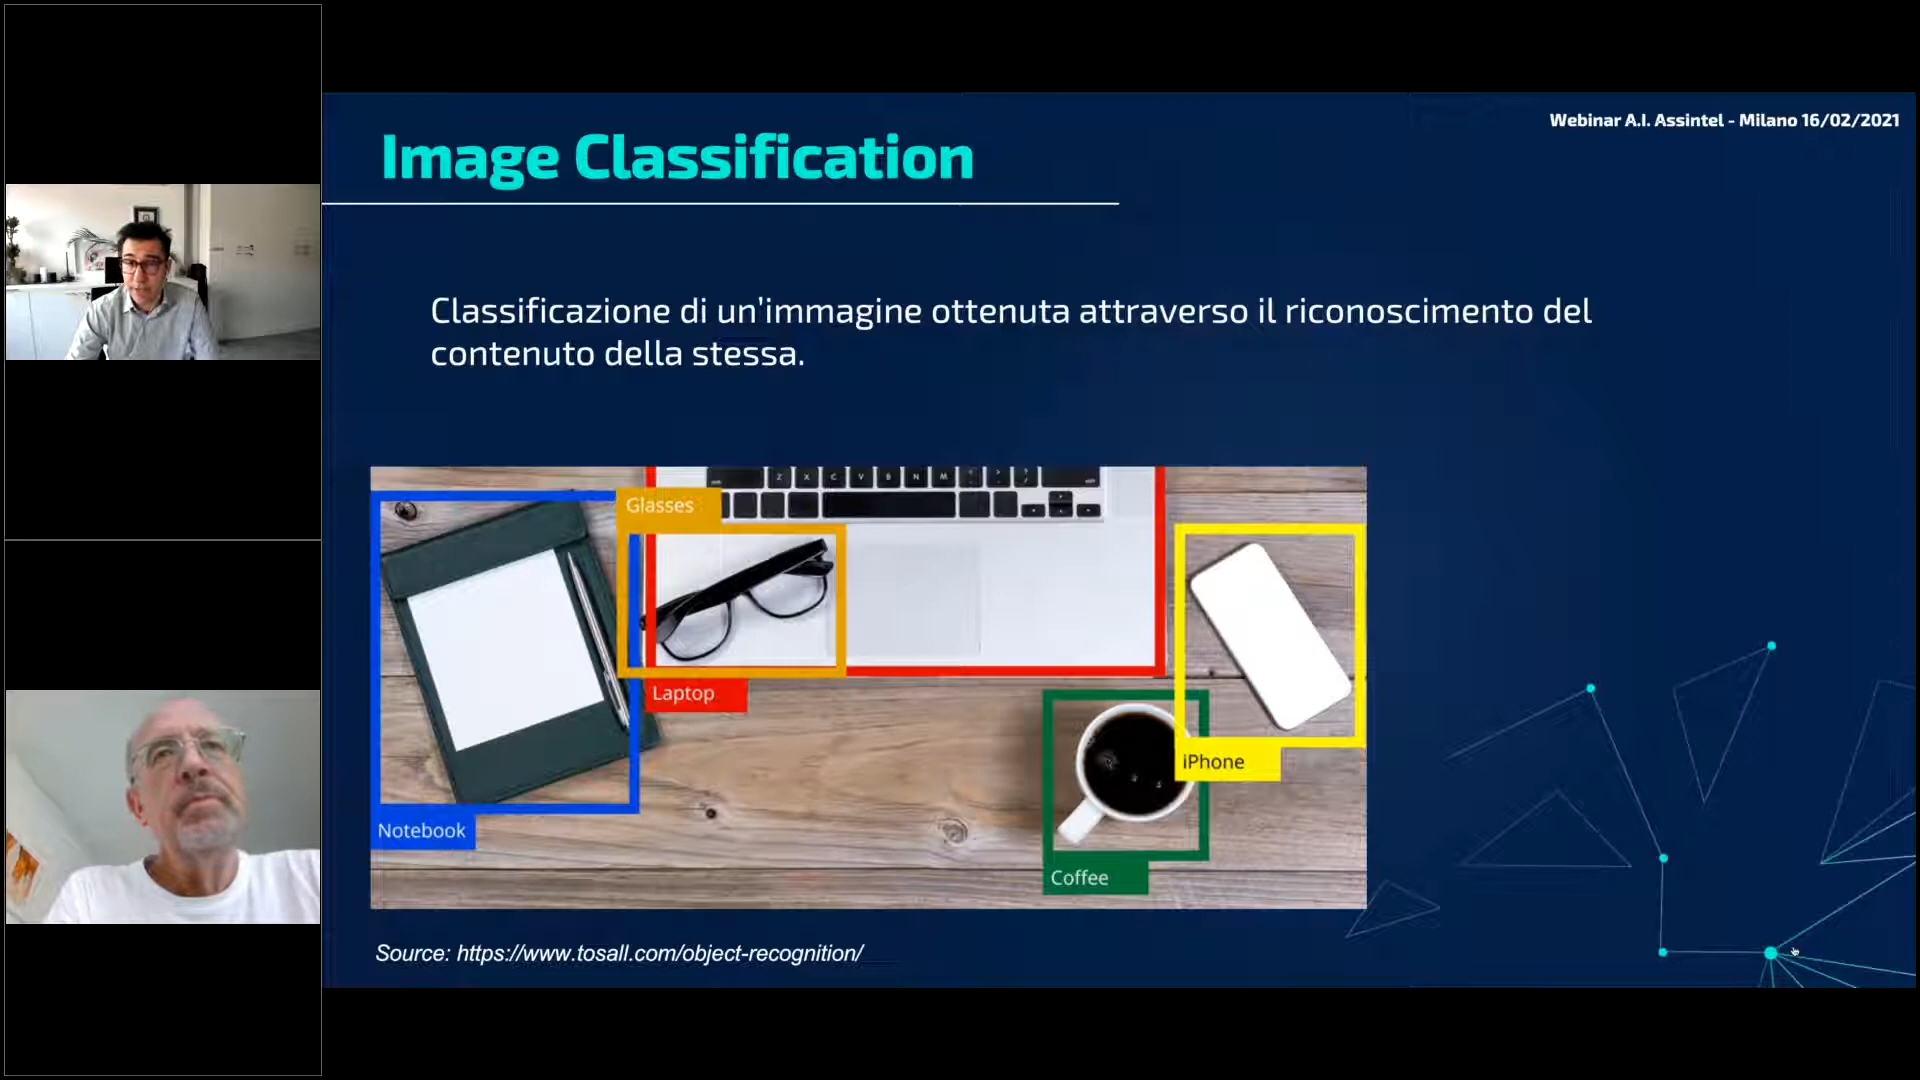 Webinar A.I. Assintel - Milano 16/02/2021
Image Classification
Classificazione di un'immagine ottenuta attraverso il riconoscimento del
contenuto della stessa.
Z X C V B N M
Glasses
Laptop
iPhone
Notebook
Coffee
Source: https://www.tosall.com/object-recognition/